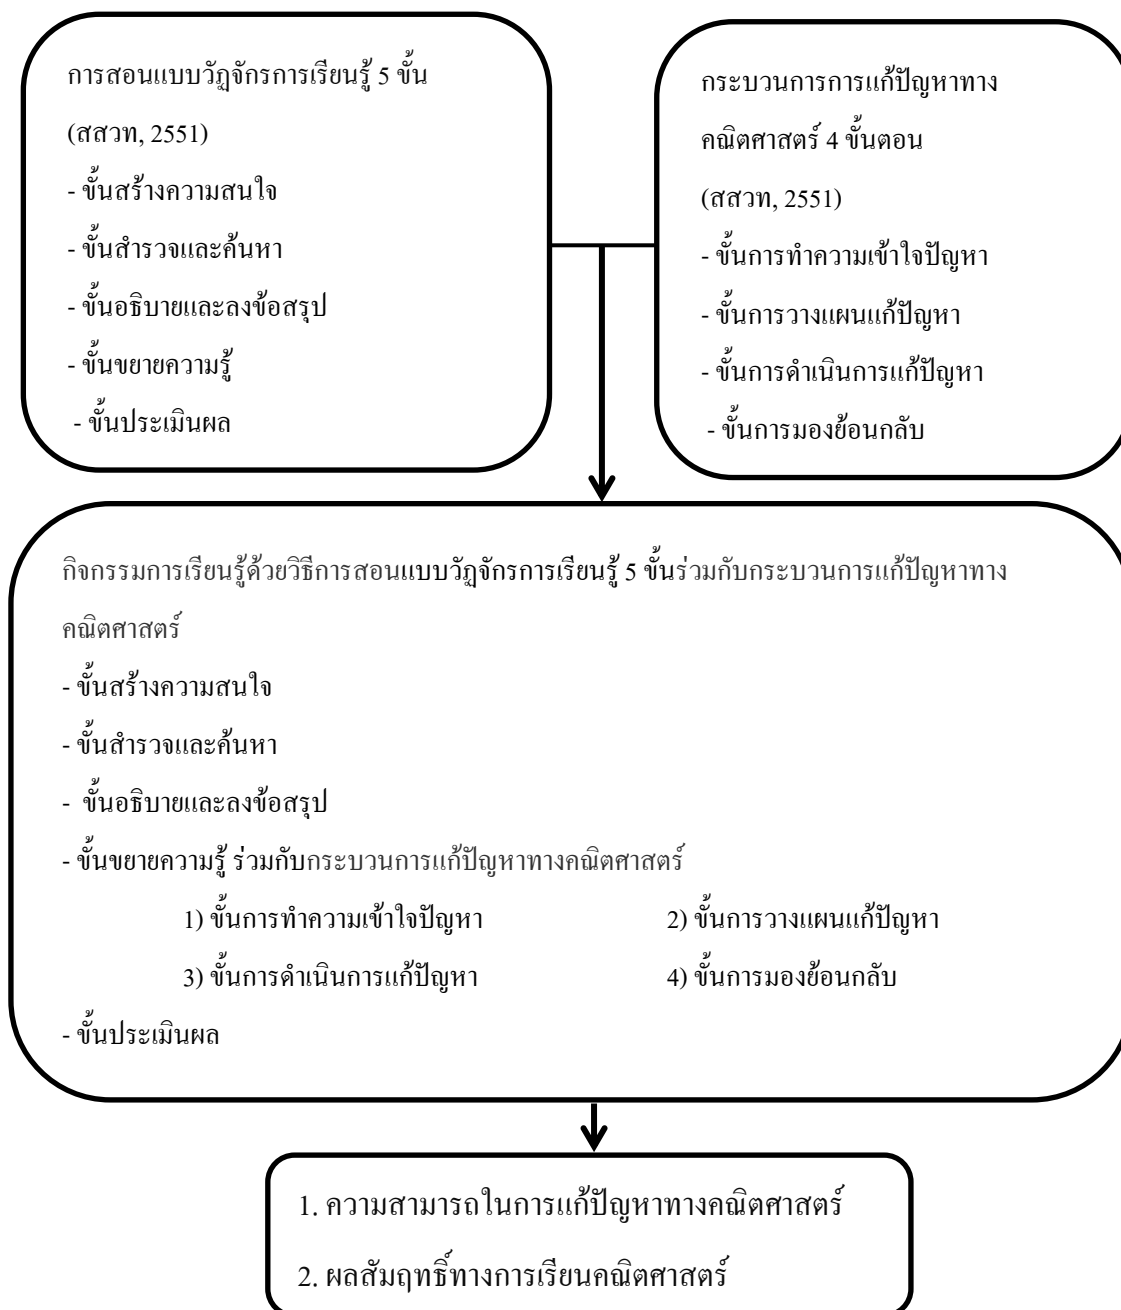 การสอนแบบวัฏจักรการเรียนรู้ 5 ขั้น
(สสวท, 2551)
- ขั้นสร้างความสนใจ
- ขั้นสำรวจและค้นหา
- ขั้นอธิบายและลงข้อสรุป
- ขั้นขยายความรู้
- ขั้นประเมินผล
กระบวนการการแก้ปัญหาทาง
คณิตศาสตร์ 4 ขั้นตอน
(สสวท, 2551)
- ขั้นการทำความเข้าใจปัญหา
- ขั้นการวางแผนแก้ปัญหา
- ขั้นการดำเนินการแก้ปัญหา
- ขั้นการมองย้อนกลับ
กิจกรรมการเรียนรู้ด้วยวิธีการสอนแบบวัฏจักรการเรียนรู้ 5 ขั้นร่วมกับกระบวนการแก้ปัญหาทาง
คณิตศาสตร์
- ขั้นสร้างความสนใจ
- ขั้นสำรวจและค้นหา
- ขั้นอธิบายและลงข้อสรุป
- ขั้นขยายความรู้ ร่วมกับกระบวนการแก้ปัญหาทางคณิตศาสตร์
1) ขั้นการทำความเข้าใจปัญหา 2) ขั้นการวางแผนแก้ปัญหา
3) ขั้นการดำเนินการแก้ปัญหา 4) ขั้นการมองย้อนกลับ
- ขั้นประเมินผล
1. ความสามารถในการแก้ปัญหาทางคณิตศาสตร์
2. ผลสัมฤทธิ์ทางการเรียนคณิตศาสตร์